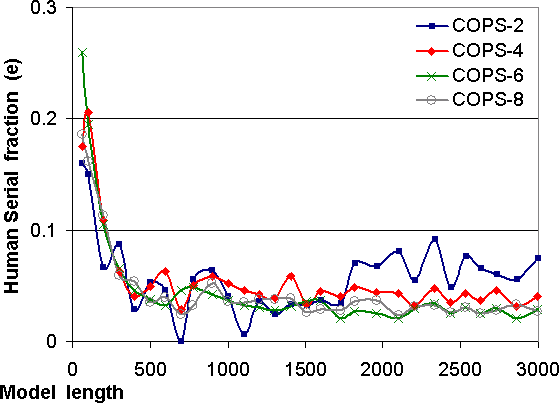 0.3
COPS-2
COPS-4
COPS-6
COPS-8
0.2
0.1
0
Human Serial fraction (e)
0 500 1000 1500 2000 2500 3000
Model length